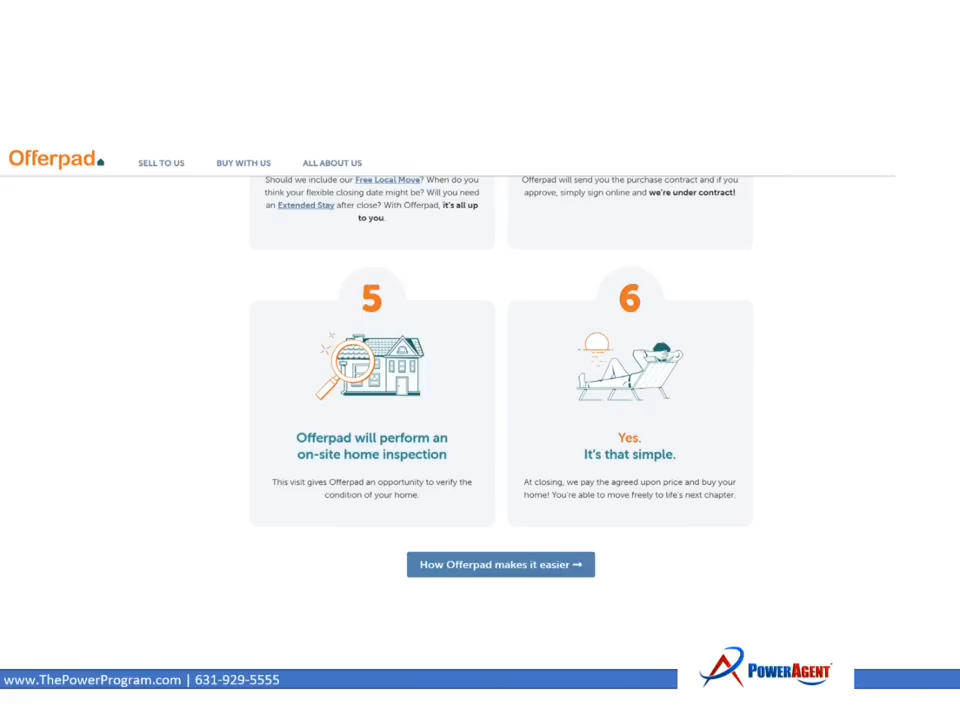 Offerpad
SELL TO US
BUY WITH US
ALL ABOUT US
Should we include our Free Local Move? When do you
think your flexible closing date might be? Will you need
an Extended Stay after close? With Offerpad, it's all up
to you.
Offerpad will send you the purchase contract and if you
approve, simply sign online and we're under contract!
5
Offerpad will perform an
on-site home inspection
This visit gives Offerpad an opportunity to verify the
condition of your home.
6
Yes.
It's that simple.
At closing, we pay the agreed upon price and buy your
home! You're able to move freely to life's next chapter.
How Offerpad makes it easier →
www.ThePowerProgram.com | 631-929-5555
POWERAGENT